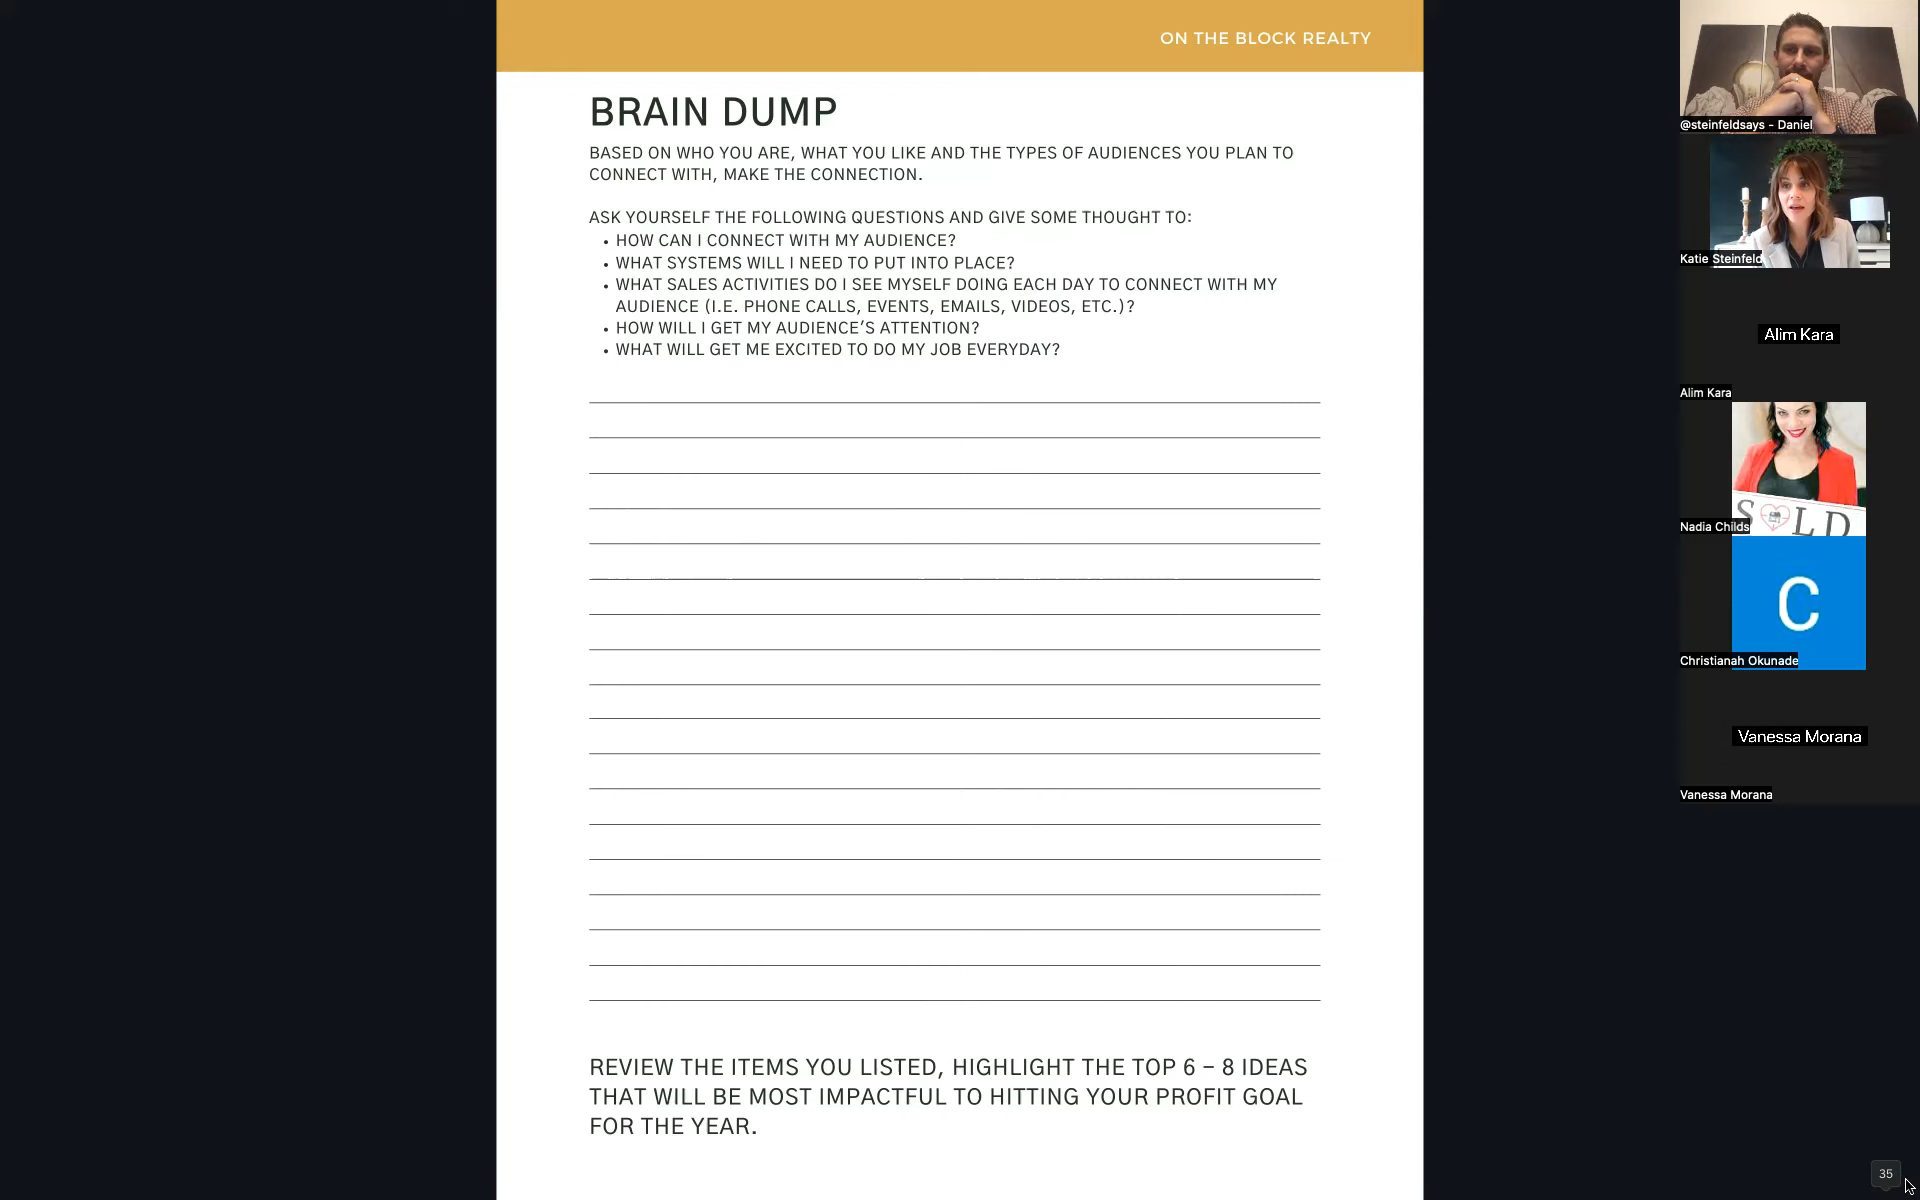 ON THE BLOCK REALTY
BRAIN DUMP
BASED ON WHO YOU ARE, WHAT YOU LIKE AND THE TYPES OF AUDIENCES YOU PLAN TO
CONNECT WITH, MAKE THE CONNECTION.
ASK YOURSELF THE FOLLOWING QUESTIONS AND GIVE SOME THOUGHT TO:
• HOW CAN I CONNECT WITH MY AUDIENCE?
• WHAT SYSTEMS WILL I NEED TO PUT INTO PLACE?
• WHAT SALES ACTIVITIES DO I SEE MYSELF DOING EACH DAY TO CONNECT WITH MY
AUDIENCE (I.E. PHONE CALLS, EVENTS, EMAILS, VIDEOS, ETC.)?
• HOW WILL I GET MY AUDIENCE'S ATTENTION?
• WHAT WILL GET ME EXCITED TO DO MY JOB EVERYDAY?
REVIEW THE ITEMS YOU LISTED, HIGHLIGHT THE TOP 6 – 8 IDEAS
THAT WILL BE MOST IMPACTFUL TO HITTING YOUR PROFIT GOAL
FOR THE YEAR.
@steinfeldsays - Daniel
Katie Steinfeld
Alim Kara
Alim Kara
SOLD
Nadia Childs
C
Christianah Okunade
Vanessa Morana
Vanessa Morana
35